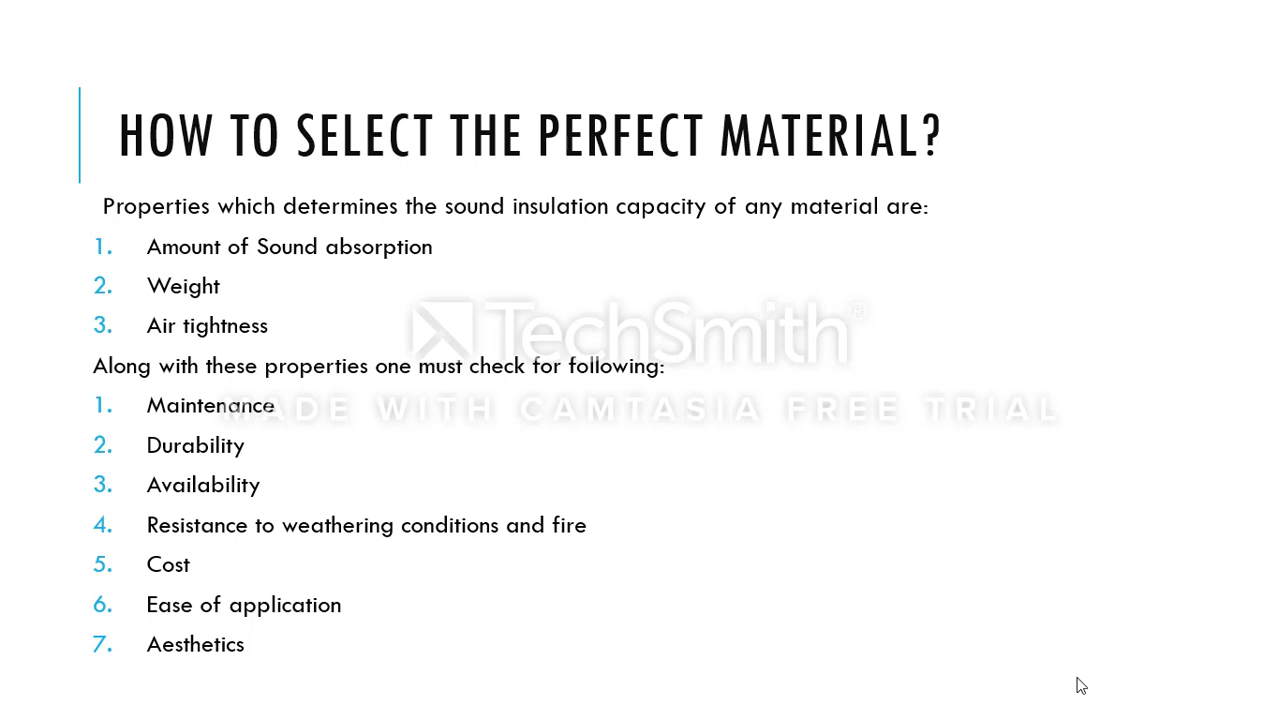 HOW TO SELECT THE PERFECT MATERIAL?
Properties which determines the sound insulation capacity of any material are:
1. Amount of Sound absorption
2. Weight
3. Air tightness
TechSmith®
Along with these properties one must check for following:
1. Maintenance
MADE WITH CAMTASIA FREE TRIAL
2. Durability
3. Availability
4. Resistance to weathering conditions and fire
5. Cost
6. Ease of application
7. Aesthetics